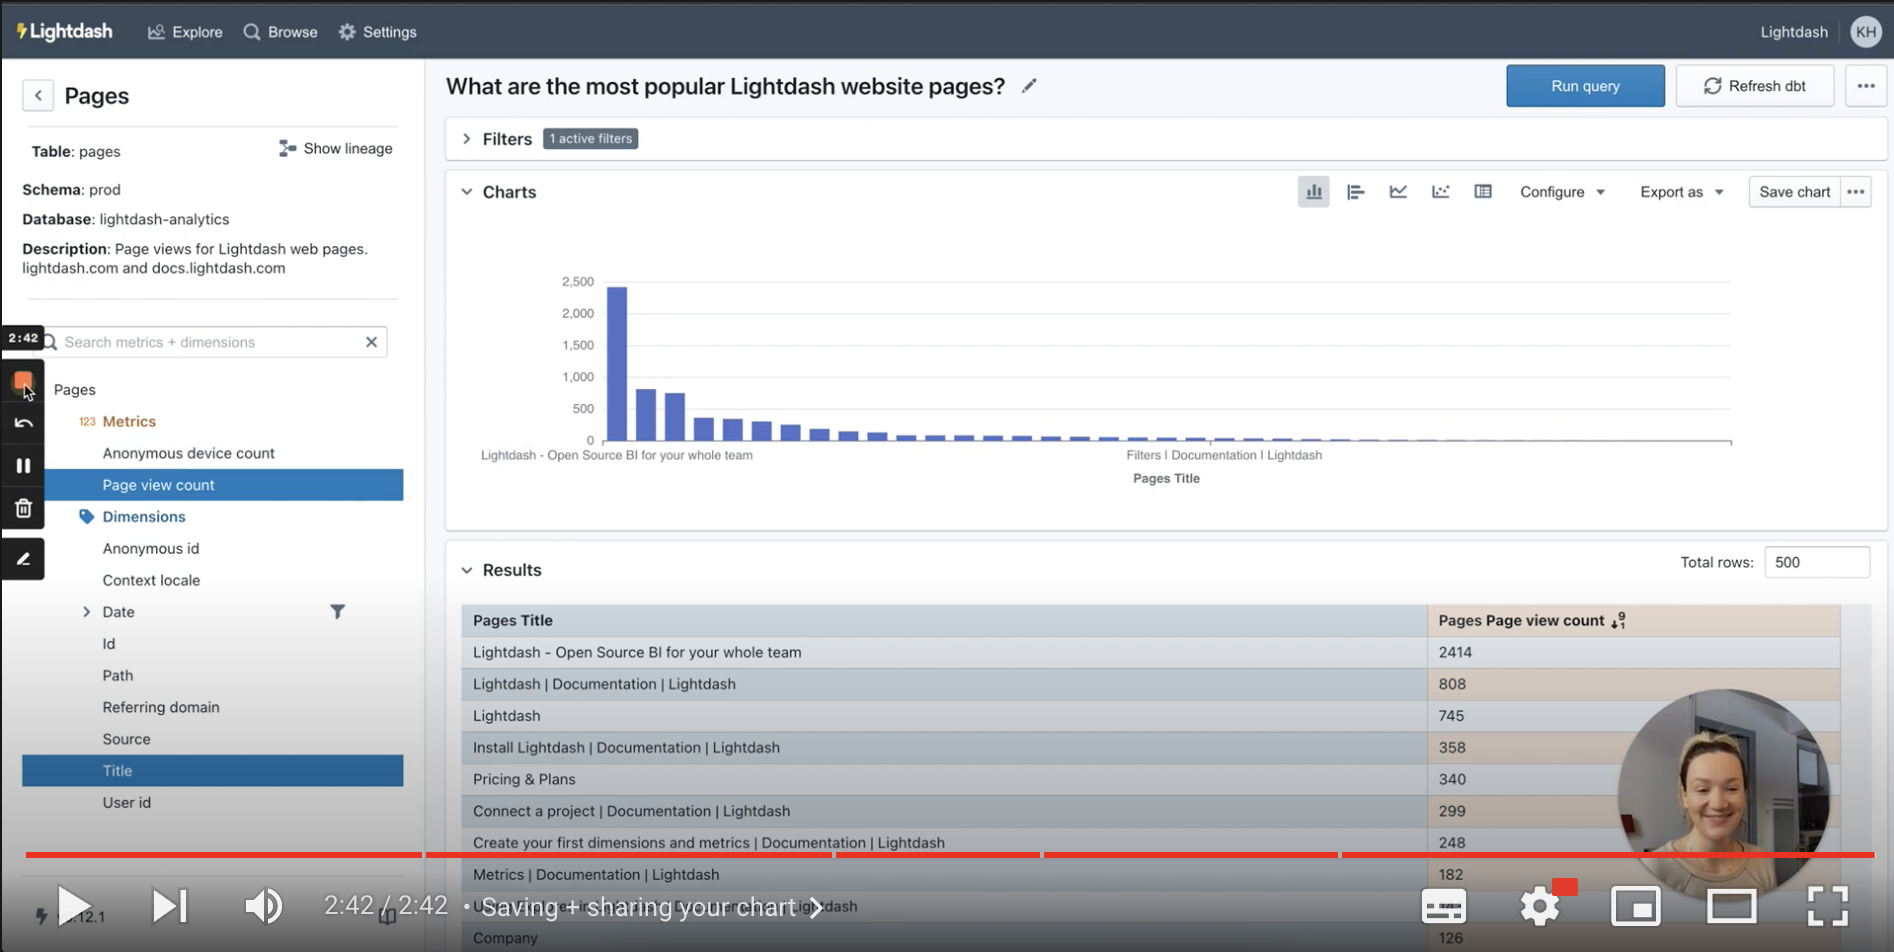 Lightdash
Explore
Browse
Settings
Lightdash
KH
Pages
Table: pages
Show lineage
Schema: prod
Database: lightdash-analytics
Description: Page views for Lightdash web pages.
lightdash.com and docs.lightdash.com
2:42
Search metrics + dimensions
Pages
123 Metrics
Anonymous device count
Page view count
Dimensions
Anonymous id
Context locale
Date
Id
Path
Referring domain
Source
Title
User id
What are the most popular Lightdash website pages?
Run query
Refresh dbt
Filters
1 active filters
Charts
Configure
Export as
Save chart
2,500
2,000
1,500
1,000
500
0
Lightdash - Open Source BI for your whole team
Filters | Documentation | Lightdash
Pages Title
Results
Total rows: 500
Pages Title
Pages Page view count
Lightdash - Open Source BI for your whole team 2414
Lightdash | Documentation | Lightdash 808
Lightdash 745
Install Lightdash | Documentation | Lightdash 358
Pricing & Plans 340
Connect a project | Documentation | Lightdash 299
Create your first dimensions and metrics | Documentation | Lightdash 248
Metrics | Documentation | Lightdash 182
Company 126
2:42 / 2:42 • Saving + sharing your chart